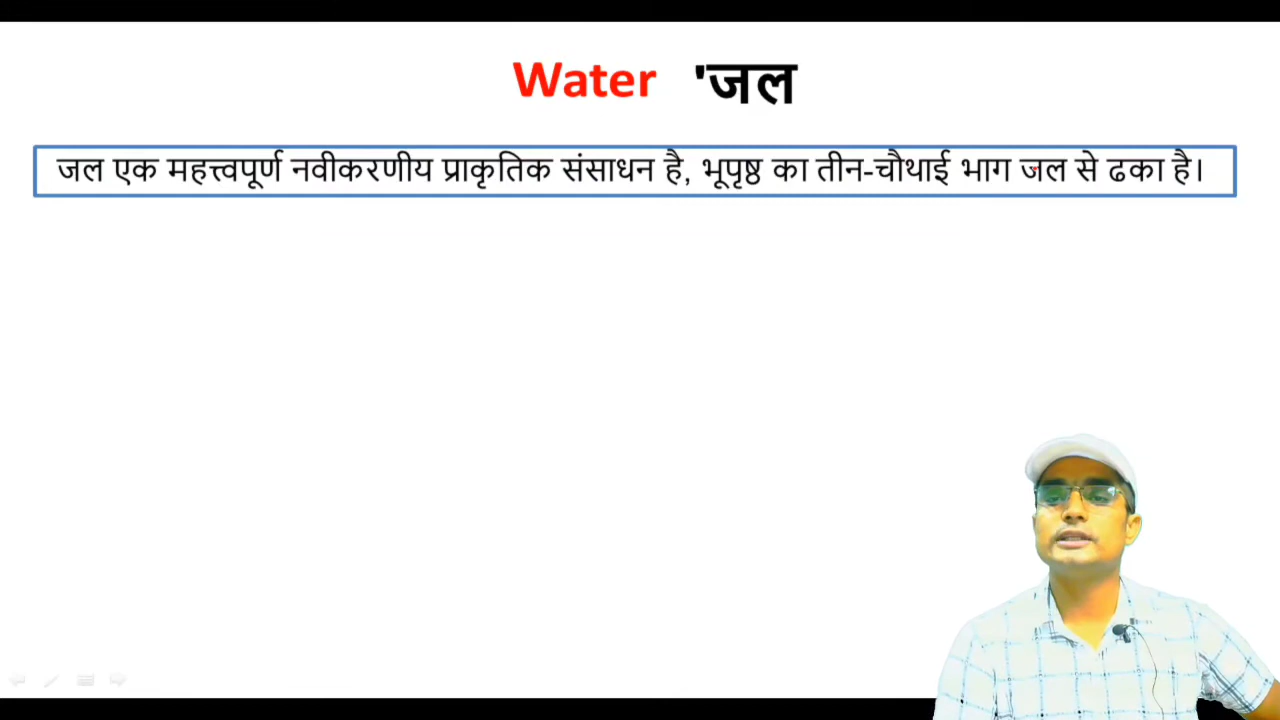 Water 'जल
जल एक महत्त्वपूर्ण नवीकरणीय प्राकृतिक संसाधन है, भूपृष्ठ का तीन-चौथाई भाग जल से ढका है।